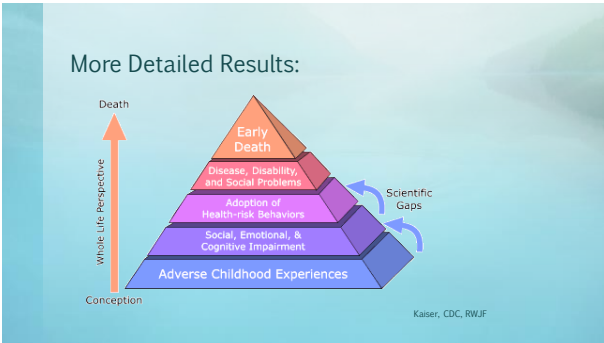 More Detailed Results:
Death
Whole Life Perspective
Conception
Early
Death
Disease, Disability,
and Social Problems
Adoption of
Health-risk Behaviors
Social, Emotional, &
Cognitive Impairment
Adverse Childhood Experiences
Scientific
Gaps
Kaiser, CDC, RWJF